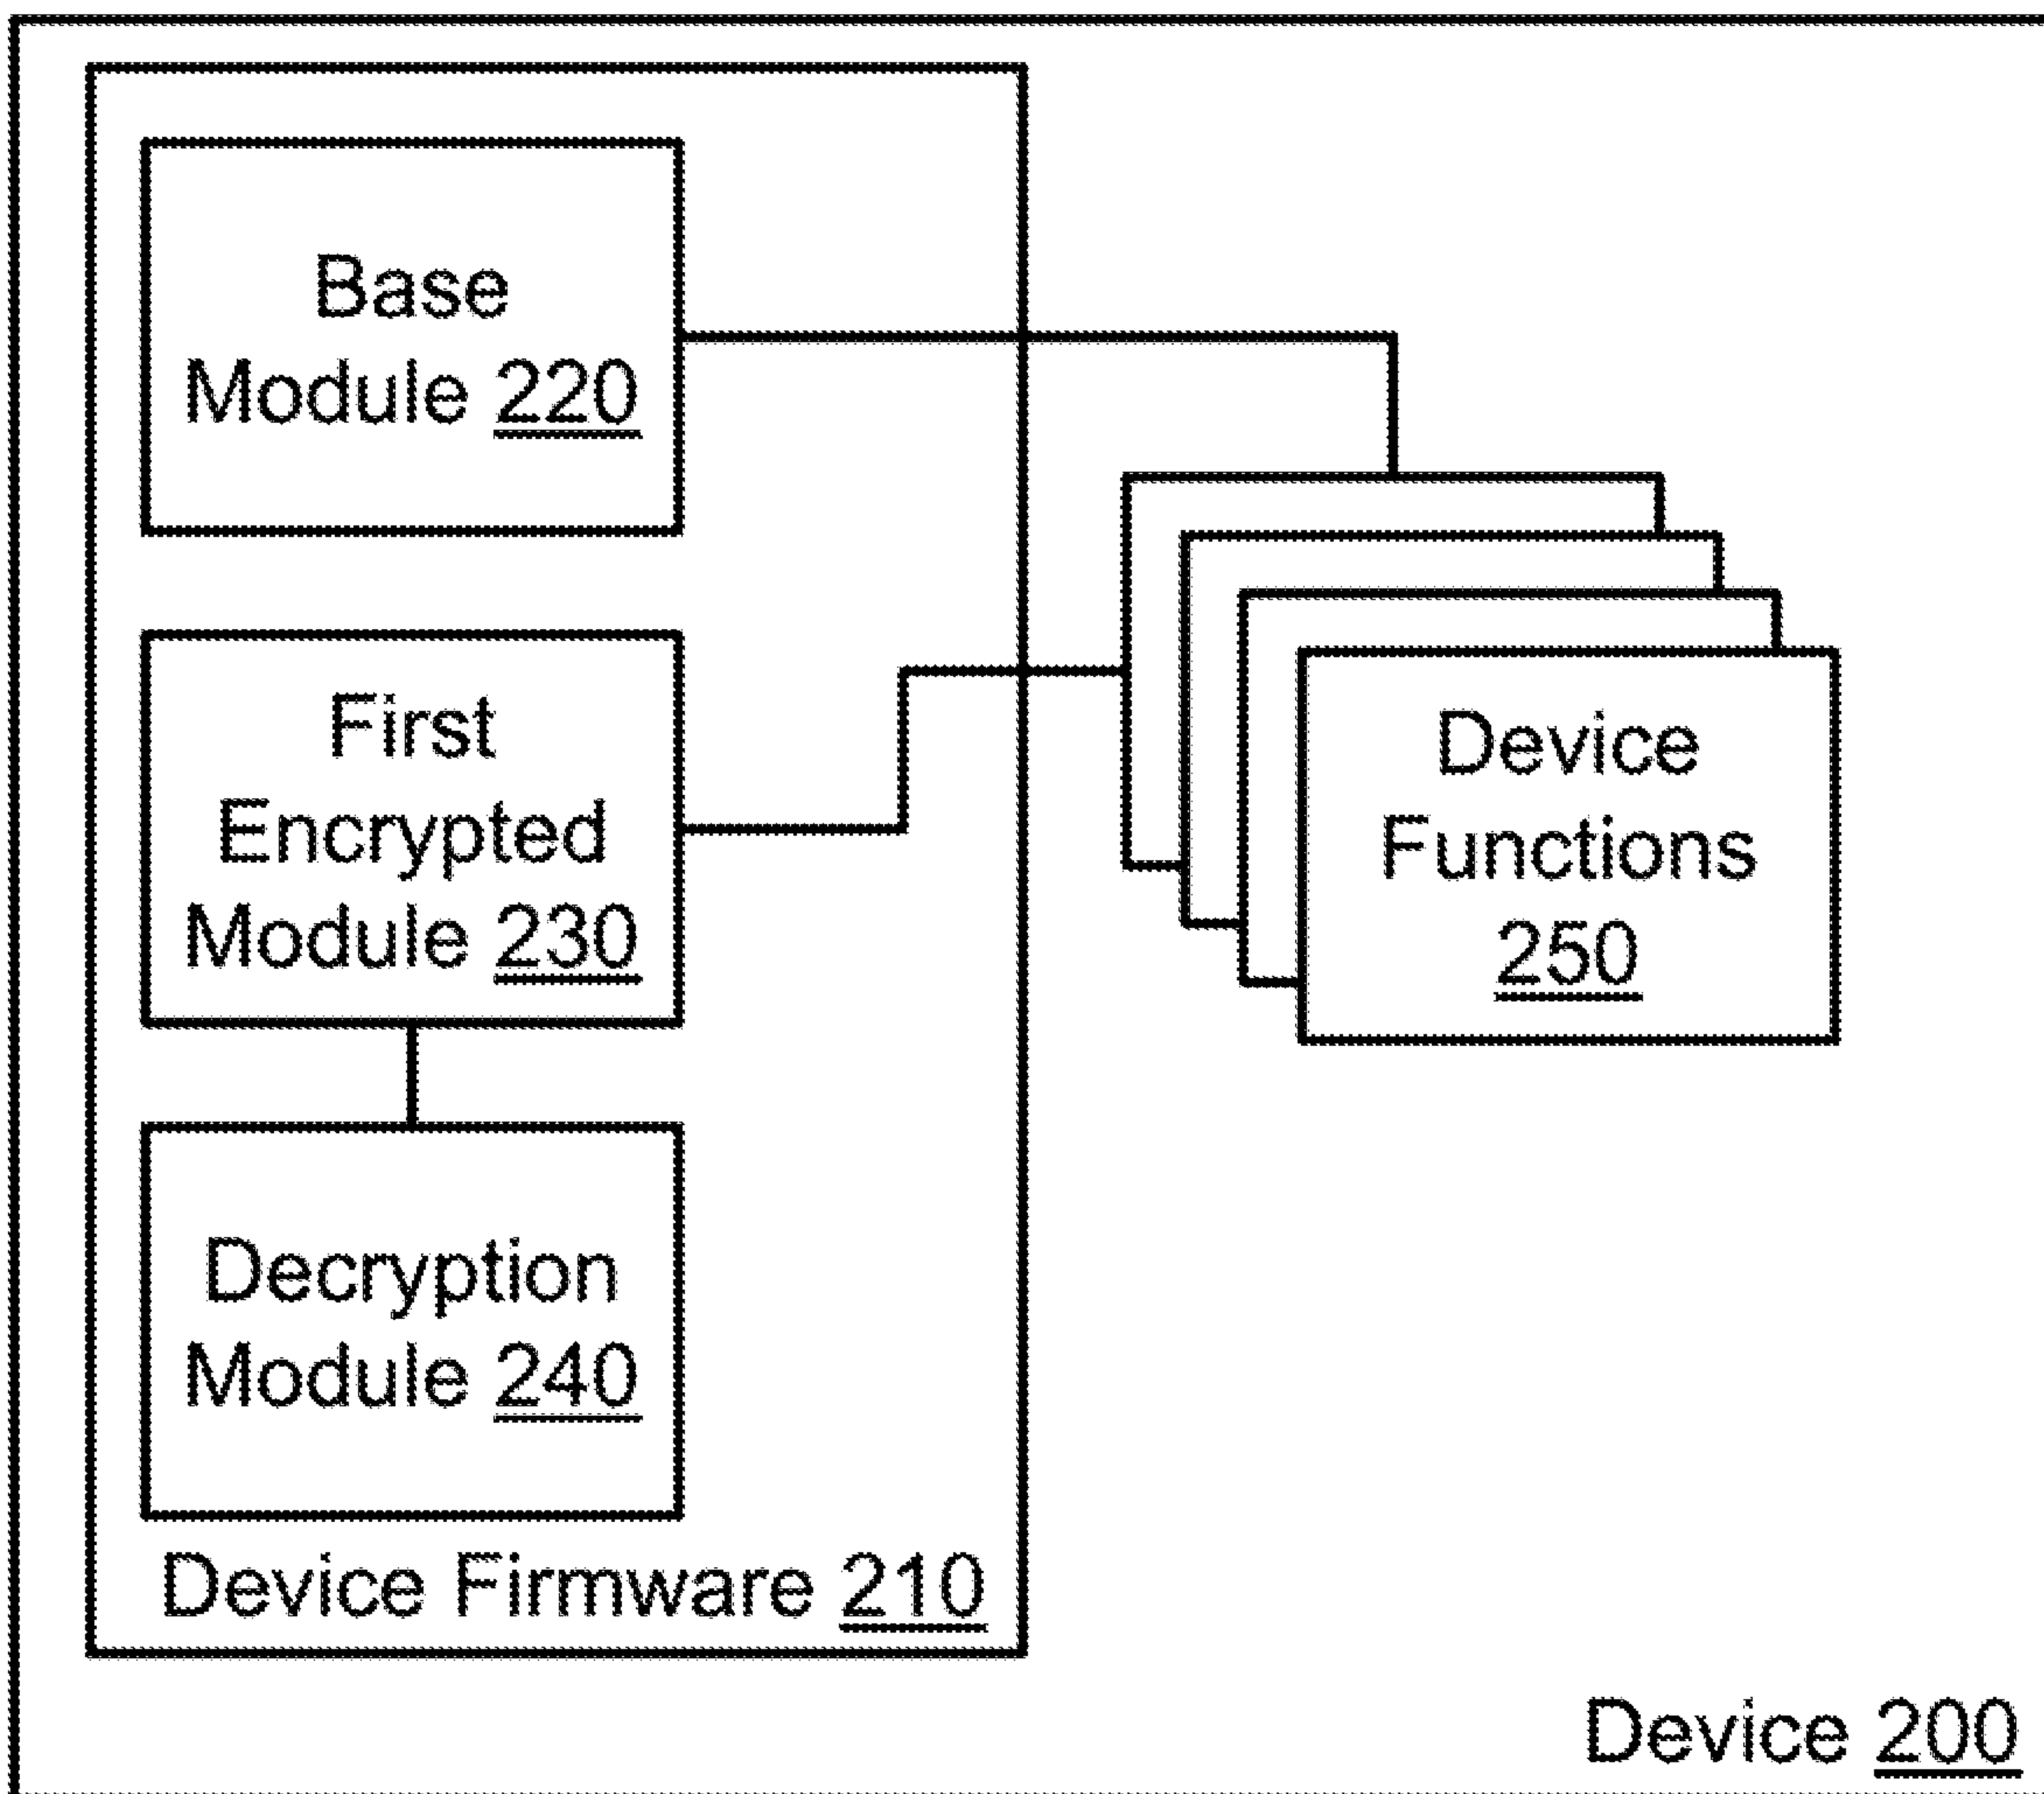 Base
Module 220
First
Encrypted
Module 230
Device
Functions
250
Decryption
Module 240
Device Firmware 210
Device 200